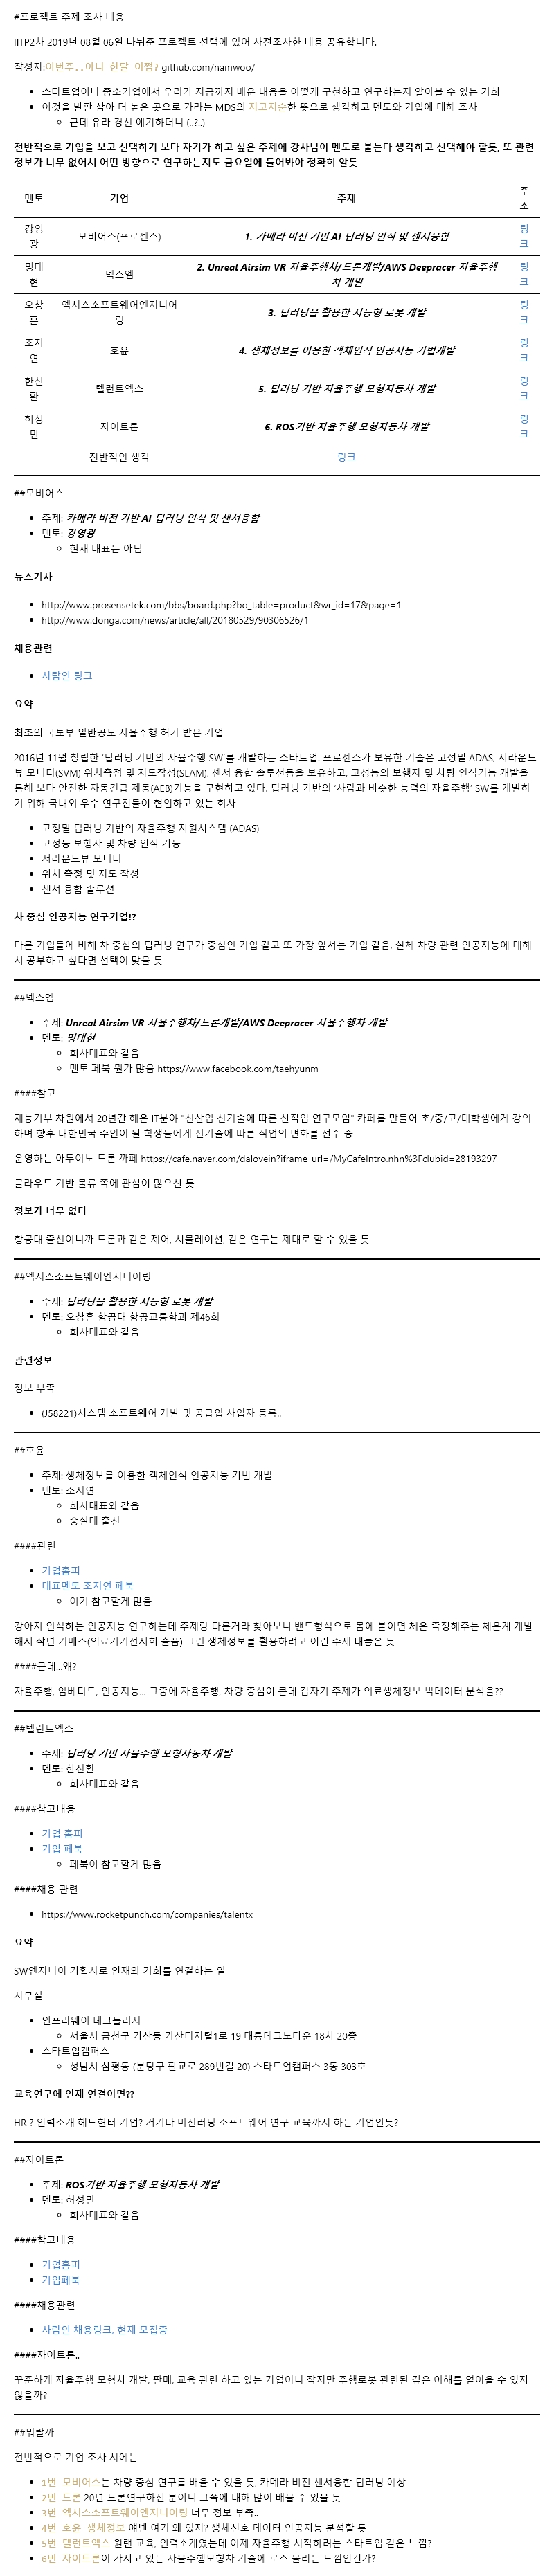 #프로젝트 주제 조사 내용
IITP2차 2019년 08월 06일 나눠준 프로젝트 선택에 있어 사전조사한 내용 공유합니다.
작성자:이번주..아니 한달 어쩜? github.com/namwoo/
스타트업이나 중소기업에서 우리가 지금까지 배운 내용을 어떻게 구현하고 연구하는지 알아볼 수 있는 기회
이것을 발판 삼아 더 높은 곳으로 가라는 MDS의 지고지순한 뜻으로 생각하고 멘토와 기업에 대해 조사
근데 유라 경신 얘기하더니 (..?..)
전반적으로 기업을 보고 선택하기 보다 자기가 하고 싶은 주제에 강사님이 멘토로 붙는다 생각하고 선택해야 할듯, 또 관련
정보가 너무 없어서 어떤 방향으로 연구하는지도 금요일에 들어봐야 정확히 알듯
멘토 기업 주제 주
소
강영
광 모비어스(프로센스) 1. 카메라 비전 기반 AI 딥러닝 인식 및 센서융합 링
크
명태
현 넥스엠 2. Unreal Airsim VR 자율주행차/드론개발/AWS Deepracer 자율주행
차 개발 링
크
오창
훈 엑시스소프트웨어엔지니어
링 3. 딥러닝을 활용한 지능형 로봇 개발 링
크
조지
연 호윤 4. 생체정보를 이용한 객체인식 인공지능 기법개발 링
크
한신
환 텔런트엑스 5. 딥러닝 기반 자율주행 모형자동차 개발 링
크
허성
민 자이트론 6. ROS기반 자율주행 모형자동차 개발 링
크
전반적인 생각 링크
##모비어스
주제: 카메라 비전 기반 AI 딥러닝 인식 및 센서융합
멘토: 강영광
현재 대표는 아님
뉴스기사
http://www.prosensetek.com/bbs/board.php?bo_table=product&wr_id=17&page=1
http://www.donga.com/news/article/all/20180529/90306526/1
채용관련
사람인 링크
요약
최초의 국토부 일반공도 자율주행 허가 받은 기업
2016년 11월 창립한 '딥러닝 기반의 자율주행 SW'를 개발하는 스타트업. 프로센스가 보유한 기술은 고정밀 ADAS, 서라운드
뷰 모니터(SVM) 위치측정 및 지도작성(SLAM). 센서 융합 솔루션등을 보유하고, 고성능의 보행자 및 차량 인식기능 개발을
통해 보다 안전한 자동긴급 제동(AEB)기능을 구현하고 있다. 딥러닝 기반의 '사람과 비슷한 능력의 자율주행' SW를 개발하
기 위해 국내외 우수 연구진들이 협업하고 있는 회사
고정밀 딥러닝 기반의 자율주행 지원시스템 (ADAS)
고성능 보행자 및 차량 인식 기능
서라운드뷰 모니터
위치 측정 및 지도 작성
센서 융합 솔루션
차 중심 인공지능 연구기업!?
다른 기업들에 비해 차 중심의 딥러닝 연구가 중심인 기업 같고 또 가장 앞서는 기업 같음, 실체 차량 관련 인공지능에 대해
서 공부하고 싶다면 선택이 맞을 듯
##넥스엠
주제: Unreal Airsim VR 자율주행차/드론개발/AWS Deepracer 자율주행차 개발
멘토: 명태현
회사대표와 같음
멘토 페북 뭔가 많음 https://www.facebook.com/taehyunm
####참고
재능기부 차원에서 20년간 해온 IT분야 "신산업 신기술에 따른 신직업 연구모임" 카페를 만들어 초/중/고/대학생에게 강의
하며 향후 대한민국 주인이 될 학생들에게 신기술에 따른 직업의 변화를 전수 중
운영하는 아두이노 드론 까페 https://cafe.naver.com/dalovein?iframe_url=/MyCafeIntro.nhn%3Fclubid=28193297
클라우드 기반 물류 쪽에 관심이 많으신 듯
정보가 너무 없다
항공대 출신이니까 드론과 같은 제어, 시뮬레이션, 같은 연구는 제대로 할 수 있을 듯
##엑시스소프트웨어엔지니어링
주제: 딥러닝을 활용한 지능형 로봇 개발
멘토: 오창훈 항공대 항공교통학과 제46회
회사대표와 같음
관련정보
정보 부족
(J58221)시스템 소프트웨어 개발 및 공급업 사업자 등록..
##호윤
주제: 생체정보를 이용한 객체인식 인공지능 기법 개발
멘토: 조지연
회사대표와 같음
숭실대 출신
####관련
기업홈피
대표멘토 조지연 페북
여기 참고할게 많음
강아지 인식하는 인공지능 연구하는데 주제랑 다른거라 찾아보니 밴드형식으로 몸에 붙이면 체온 측정해주는 체온계 개발
해서 작년 키메스(의료기기전시회 출품) 그런 생체정보를 활용하려고 이런 주제 내놓은 듯
####근데...왜?
자율주행, 임베디드, 인공지능... 그중에 자율주행, 차량 중심이 큰데 갑자기 주제가 의료생체정보 빅데이터 분석을??
##텔런트엑스
주제: 딥러닝 기반 자율주행 모형자동차 개발
멘토: 한신환
회사대표와 같음
####참고내용
기업 홈피
기업 페북
페북이 참고할게 많음
####채용 관련
https://www.rocketpunch.com/companies/talentx
요약
SW엔지니어 기획사로 인재와 기회를 연결하는 일
사무실
인프라웨어 테크놀러지
서울시 금천구 가산동 가산디지털1로 19 대륭테크노타운 18차 20층
스타트업캠퍼스
성남시 삼평동 (분당구 판교로 289번길 20) 스타트업캠퍼스 3동 303호
교육연구에 인재 연결이면??
HR ? 인력소개 헤드헌터 기업? 거기다 머신러닝 소프트웨어 연구 교육까지 하는 기업인듯?
##자이트론
주제: ROS기반 자율주행 모형자동차 개발
멘토: 허성민
회사대표와 같음
####참고내용
기업홈피
기업페북
####채용관련
사람인 채용링크, 현재 모집중
####자이트론..
꾸준하게 자율주행 모형차 개발, 판매, 교육 관련 하고 있는 기업이니 작지만 주행로봇 관련된 깊은 이해를 얻어올 수 있지
않을까?
##뭐랄까
전반적으로 기업 조사 시에는
1번 모비어스는 차량 중심 연구를 배울 수 있을 듯, 카메라 비전 센서융합 딥러닝 예상
2번 드론 20년 드론연구하신 분이니 그쪽에 대해 많이 배울 수 있을 듯
3번 엑시스소프트웨어엔지니어링 너무 정보 부족..
4번 호윤 생체정보 얘넨 여기 왜 있지? 생체신호 데이터 인공지능 분석할 듯
5번 텔런트엑스 원랜 교육, 인력소개였는데 이제 자율주행 시작하려는 스타트업 같은 느낌?
6번 자이트론이 가지고 있는 자율주행모형차 기술에 로스 올리는 느낌인건가?